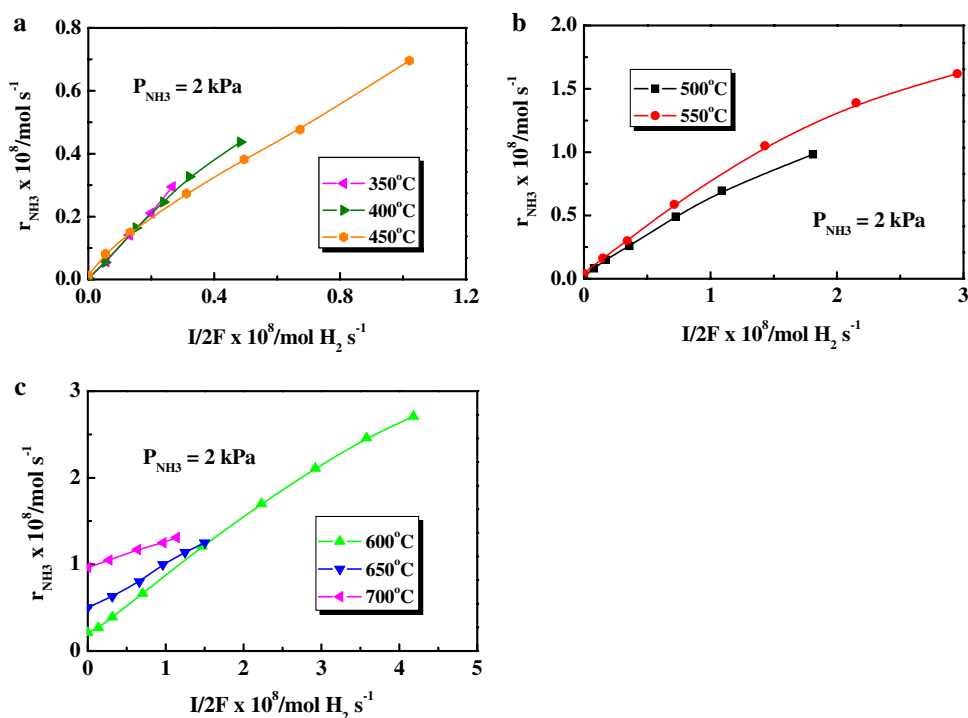 a
0.8
0.6
0.4
0.2
0.0
0.0 0.4 0.8 1.2
r_NH3 x 10^8/mol s^-1
I/2F x 10^8/mol H_2 s^-1
P_NH3 = 2 kPa
350°C
400°C
450°C
b
2.0
1.5
1.0
0.5
0.0
0 1 2 3
r_NH3 x 10^8/mol s^-1
I/2F x 10^8/mol H_2 s^-1
500°C
550°C
P_NH3 = 2 kPa
c
3
2
1
0
0 1 2 3 4 5
r_NH3 x 10^8/mol s^-1
I/2F x 10^8/mol H_2 s^-1
P_NH3 = 2 kPa
600°C
650°C
700°C